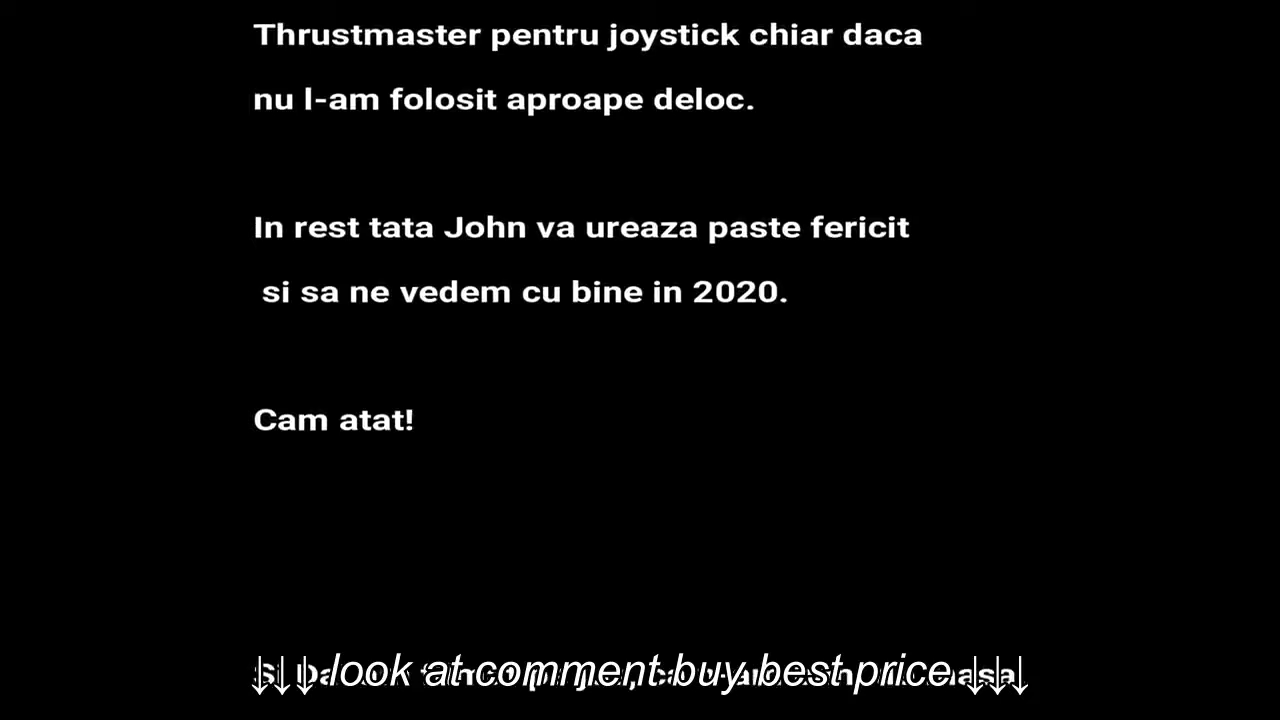 Thrustmaster pentru joystick chiar daca
nu l-am folosit aproape deloc.
In rest tata John va ureaza paste fericit
si sa ne vedem cu bine in 2020.
Cam atat!
↓↓↓ look at comment buy best price ↓↓↓